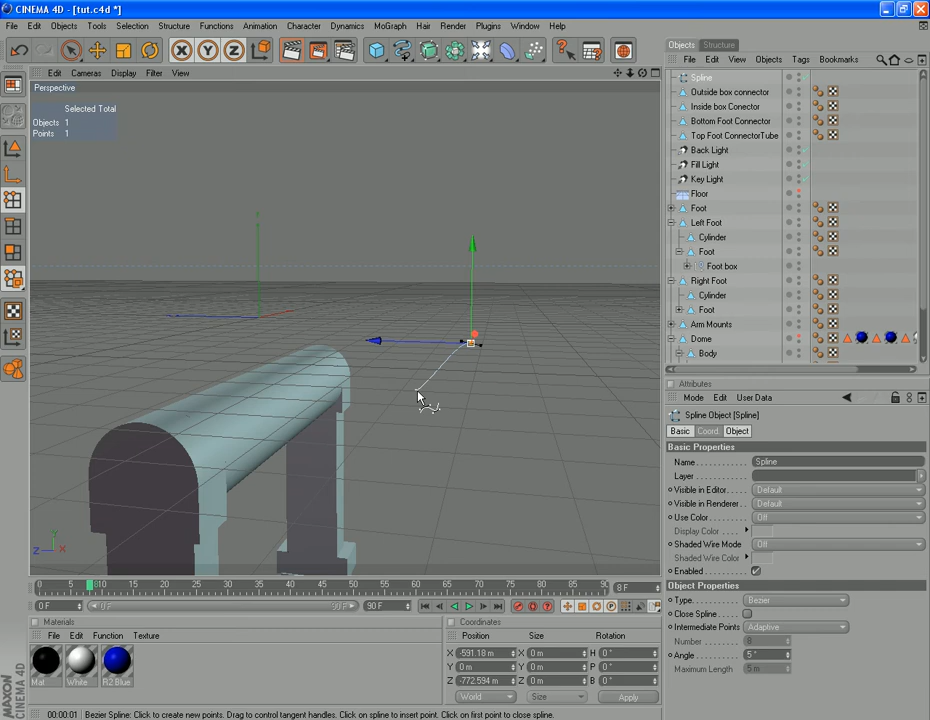 CINEMA 4D - [tut.c4d *]
File Edit Objects Tools Selection Structure Functions Animation Character Dynamics MoGraph Hair Render Plugins Window Help
X Y Z
Edit Cameras Display Filter View
Perspective
Selected Total
Objects 1
Points 1
Y
Z X
0 5 10 15 20 25 30 35 40 45 50 55 60 65 70 75 80 85 90 8 F
0 F 0 F 90 F 90 F
Materials
File Edit Function Texture
Mat White R2 Blue
MAXON CINEMA 4D
Coordinates
Position Size Rotation
X -591.18 m X 0 m H 0 °
Y 0 m Y 0 m P 0 °
Z -772.594 m Z 0 m B 0 °
World Size Apply
00:00:01 Bezier Spline: Click to create new points. Drag to control tangent handles. Click on spline to insert point. Click on first point to close spline.
Objects Structure
File Edit View Objects Tags Bookmarks
Spline
Outside box connector
Inside box Conector
Bottom Foot Connector
Top Foot ConnectorTube
Back Light
Fill Light
Key Light
Floor
Foot
Left Foot
Cylinder
Foot
Foot box
Right Foot
Cylinder
Foot
Arm Mounts
Dome
Body
Attributes
Mode Edit User Data
Spline Object [Spline]
Basic Coord. Object
Basic Properties
Name Spline
Layer
Visible in Editor Default
Visible in Renderer Default
Use Color Off
Display Color
Shaded Wire Mode Off
Shaded Wire Color
Enabled
Object Properties
Type Bezier
Close Spline
Intermediate Points Adaptive
Number 8
Angle 5 °
Maximum Length 5 m